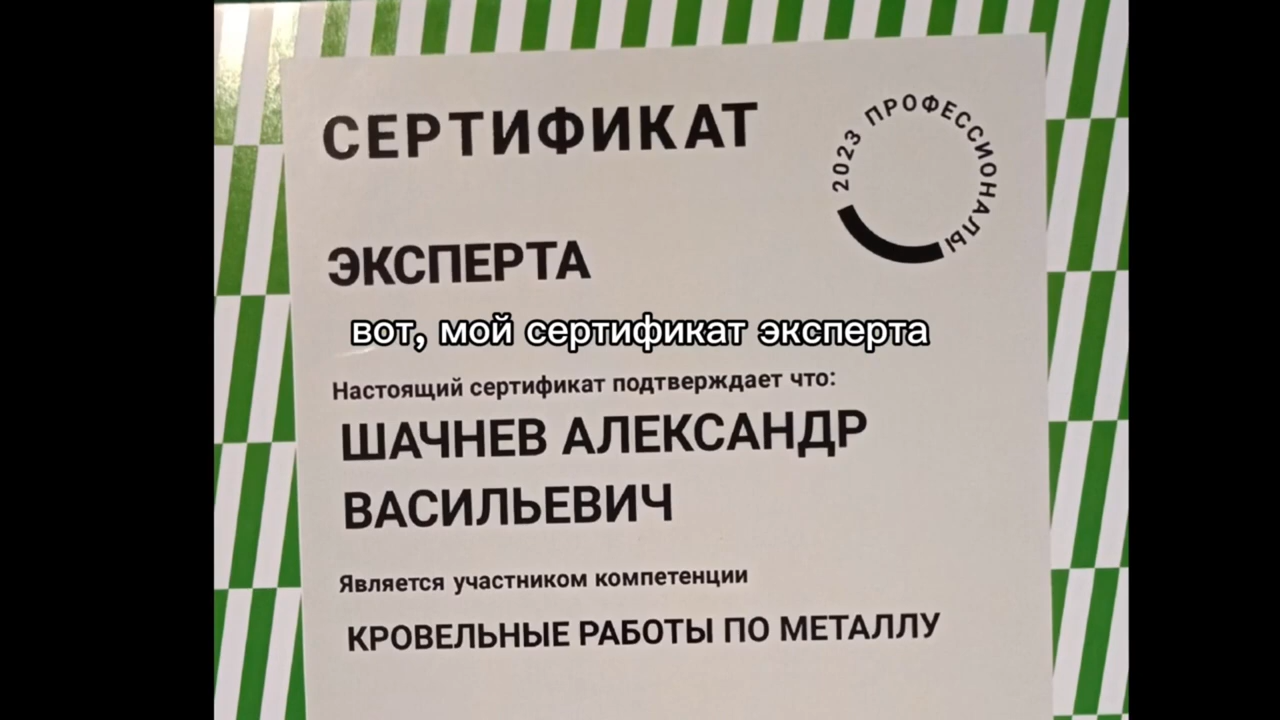 СЕРТИФИКАТ
2023 ПРОФЕССИОНАЛЫ
ЭКСПЕРТА
вот, мой сертификат эксперта
Настоящий сертификат подтверждает что:
ШАЧНЕВ АЛЕКСАНДР
ВАСИЛЬЕВИЧ
Является участником компетенции
КРОВЕЛЬНЫЕ РАБОТЫ ПО МЕТАЛЛУ